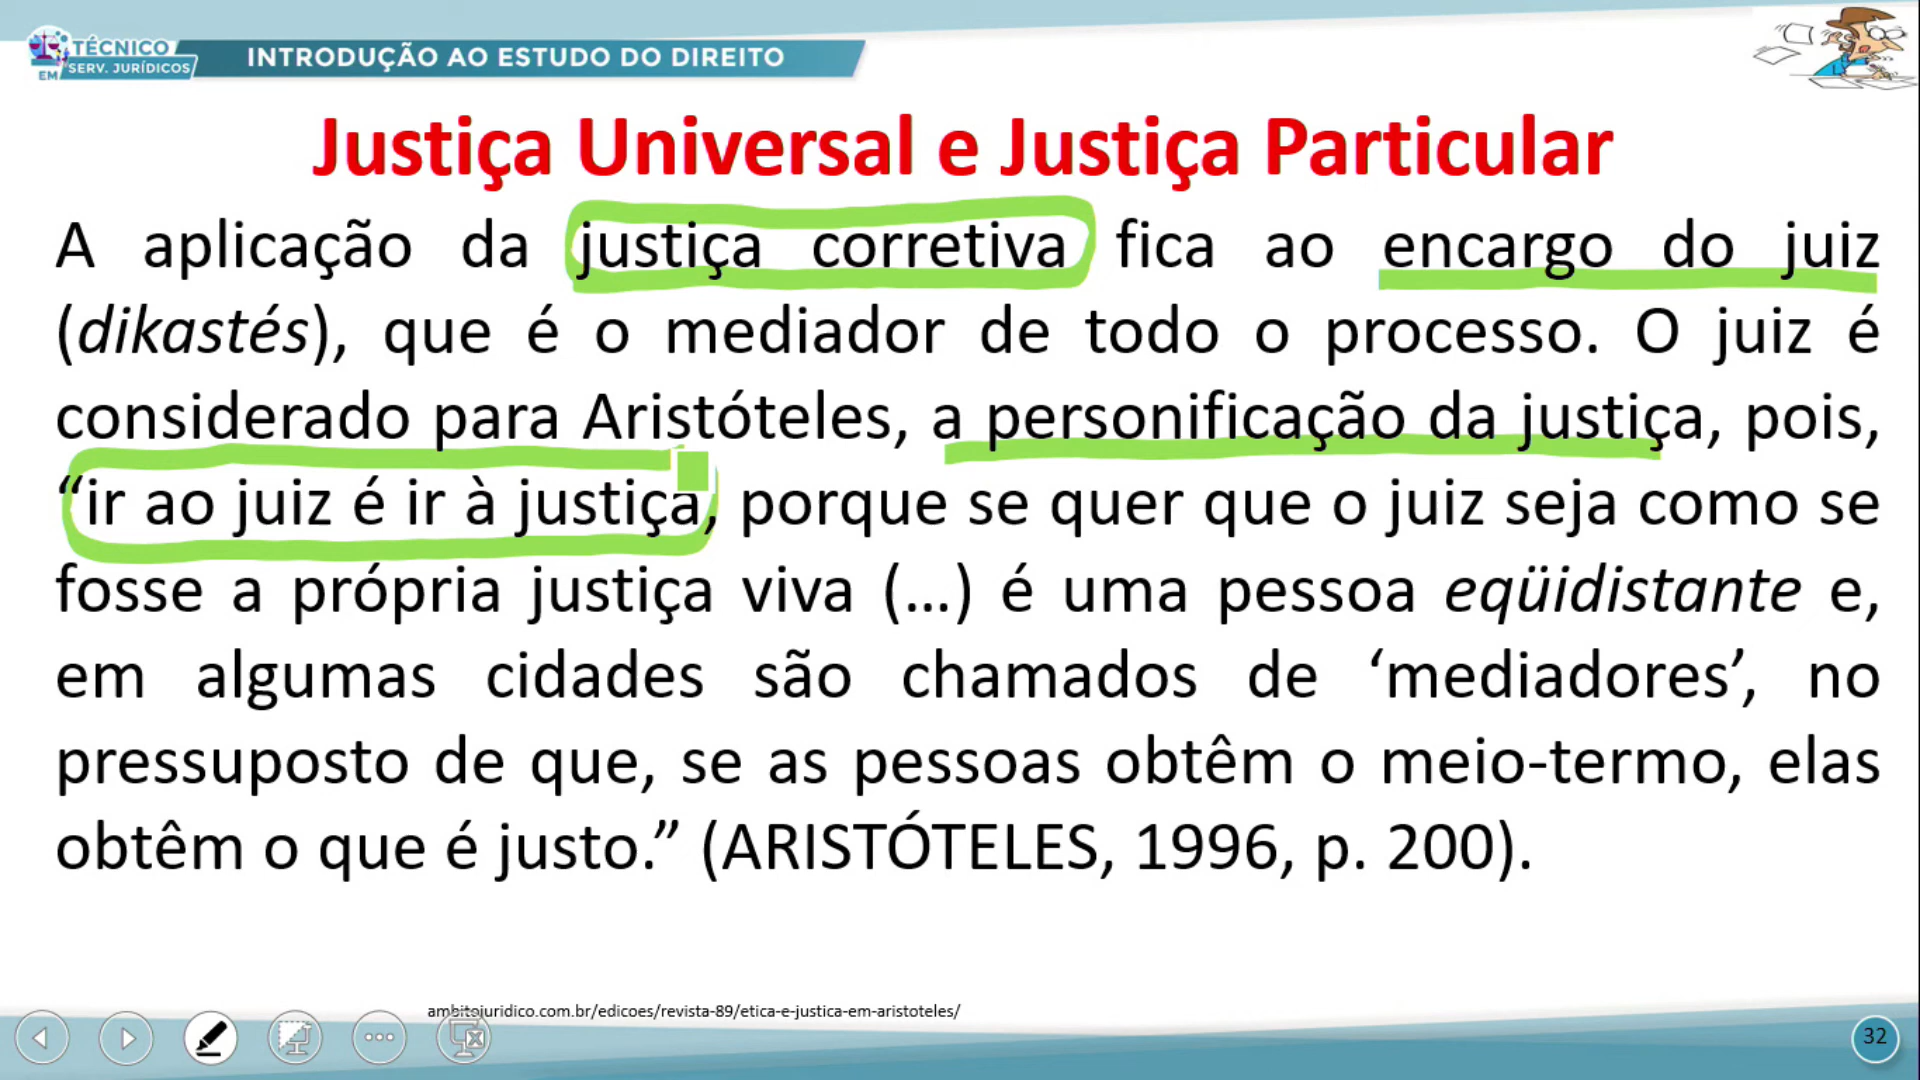 TÉCNICO
EM SERV. JURÍDICOS
INTRODUÇÃO AO ESTUDO DO DIREITO
Justiça Universal e Justiça Particular
A aplicação da justiça corretiva fica ao encargo do juiz
(dikastés), que é o mediador de todo o processo. O juiz é
considerado para Aristóteles, a personificação da justiça, pois,
“ir ao juiz é ir à justiça, porque se quer que o juiz seja como se
fosse a própria justiça viva (...) é uma pessoa eqüidistante e,
em algumas cidades são chamados de ‘mediadores’, no
pressuposto de que, se as pessoas obtêm o meio-termo, elas
obtêm o que é justo.” (ARISTÓTELES, 1996, p. 200).
ambitojuridico.com.br/edicoes/revista-89/etica-e-justica-em-aristoteles/
32